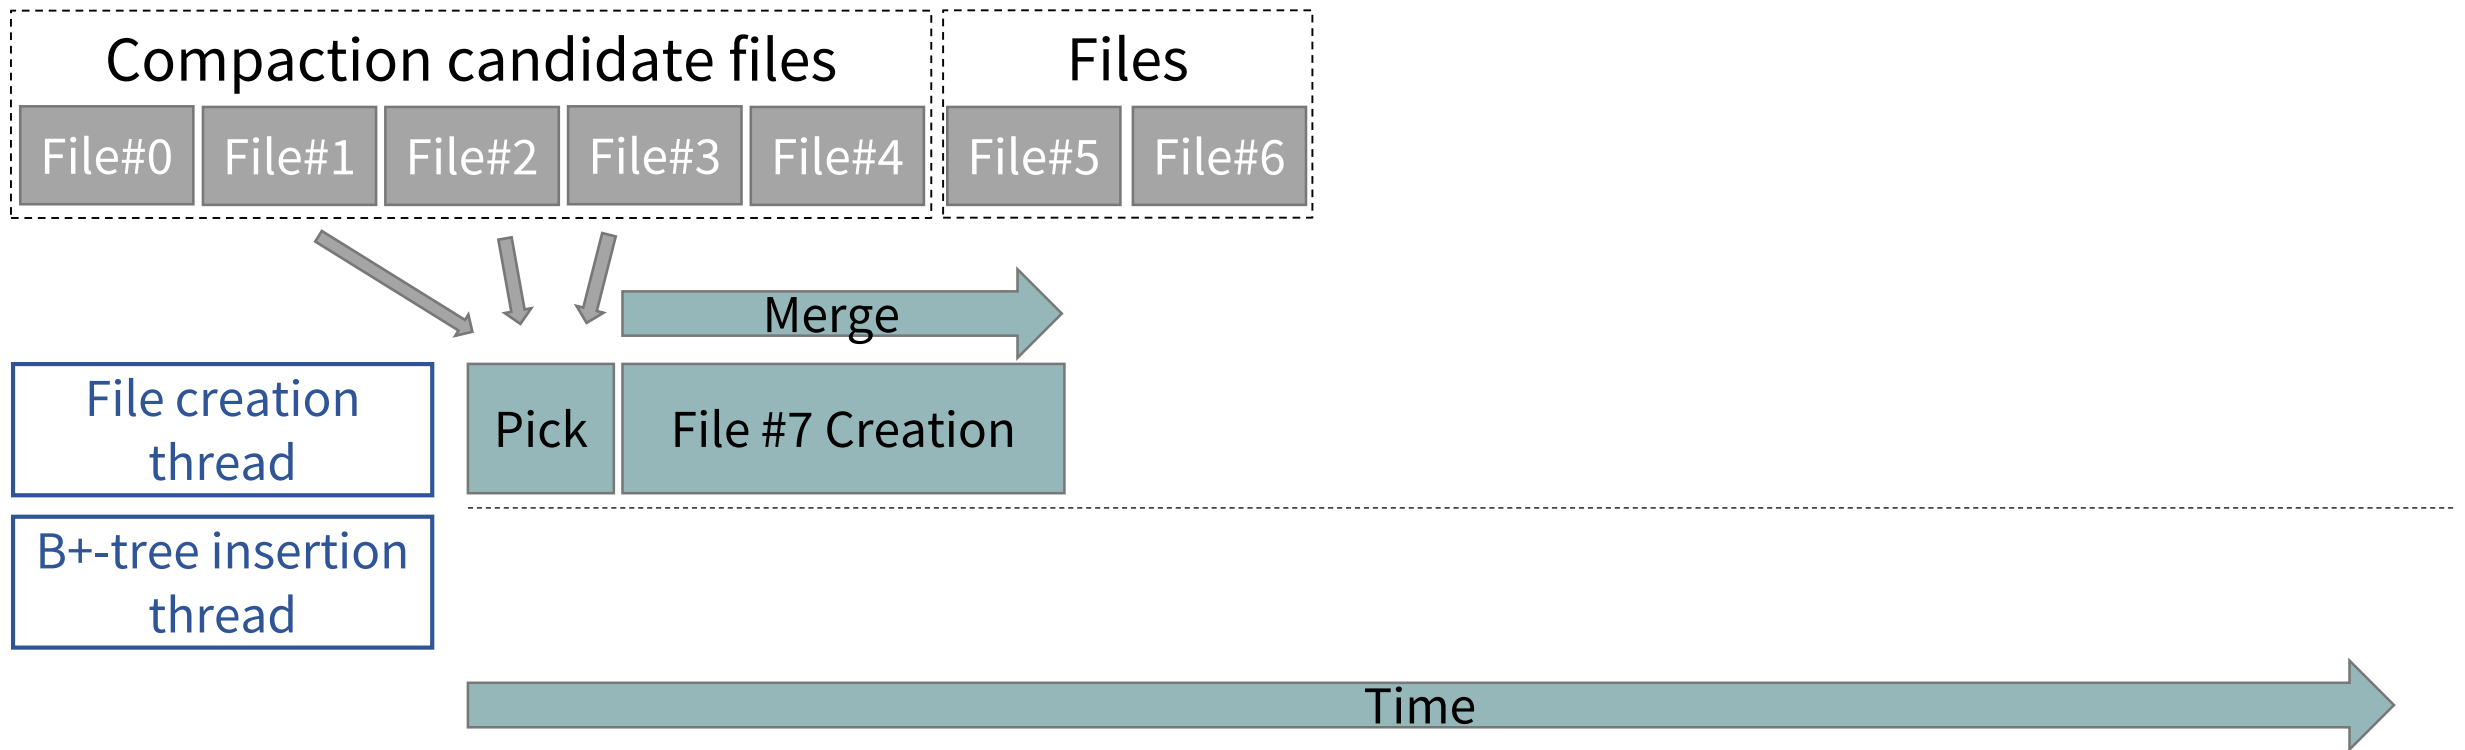 Compaction candidate files
Files
File#0 File#1 File#2 File#3 File#4 File#5 File#6
Merge
File creation
thread
Pick
File #7 Creation
B+-tree insertion
thread
Time